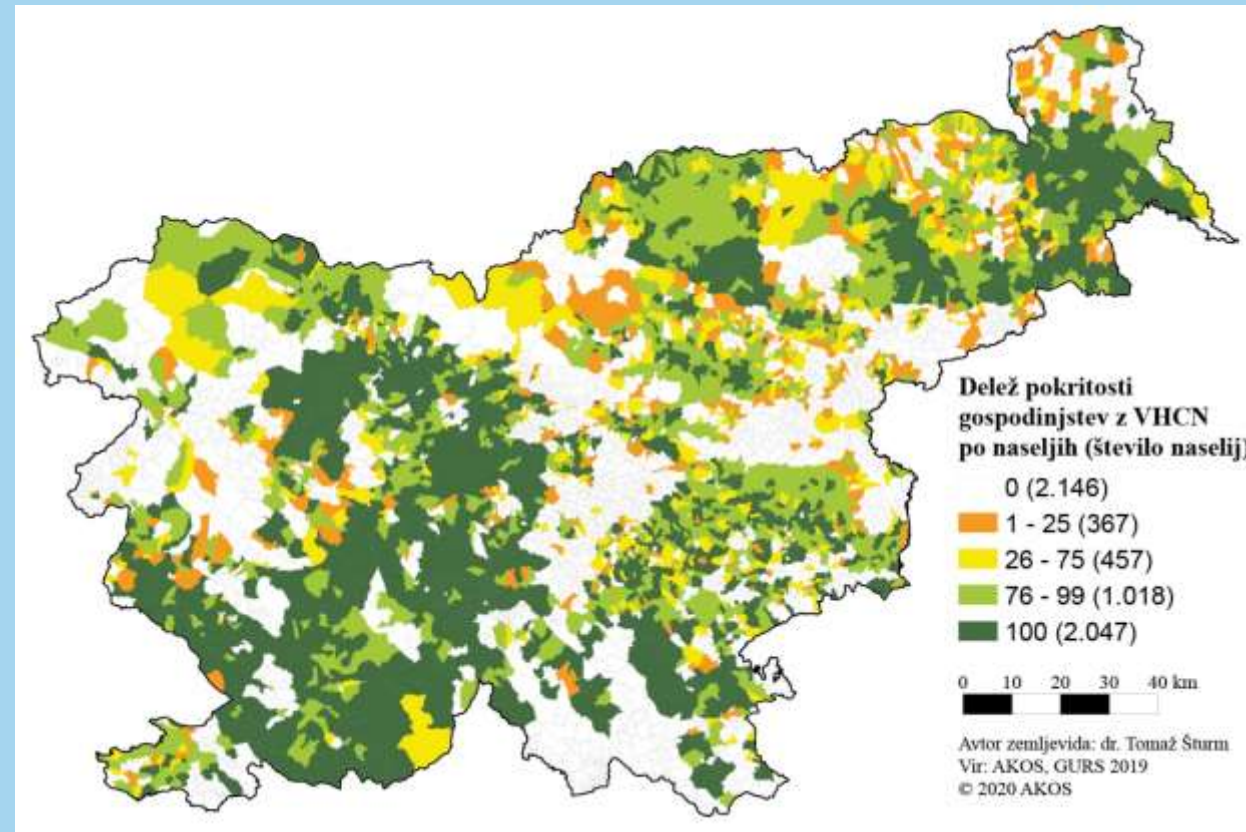 Delež pokritosti
gospodinjstev z VHCN
po naseljih (število naselij)
0 (2.146)
1 - 25 (367)
26 - 75 (457)
76 - 99 (1.018)
100 (2.047)
0 10 20 30 40 km
Avtor zemljevida: dr. Tomaž Šturm
Vir: AKOS, GURS 2019
© 2020 AKOS